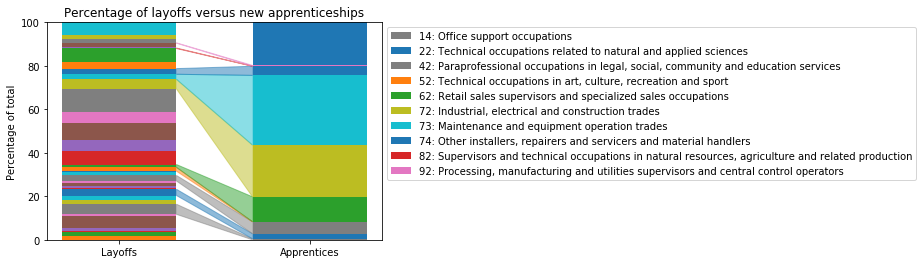 Percentage of layoffs versus new apprenticeships
Percentage of total
100
80
60
40
20
0
Layoffs
Apprentices
14: Office support occupations
22: Technical occupations related to natural and applied sciences
42: Paraprofessional occupations in legal, social, community and education services
52: Technical occupations in art, culture, recreation and sport
62: Retail sales supervisors and specialized sales occupations
72: Industrial, electrical and construction trades
73: Maintenance and equipment operation trades
74: Other installers, repairers and servicers and material handlers
82: Supervisors and technical occupations in natural resources, agriculture and related production
92: Processing, manufacturing and utilities supervisors and central control operators